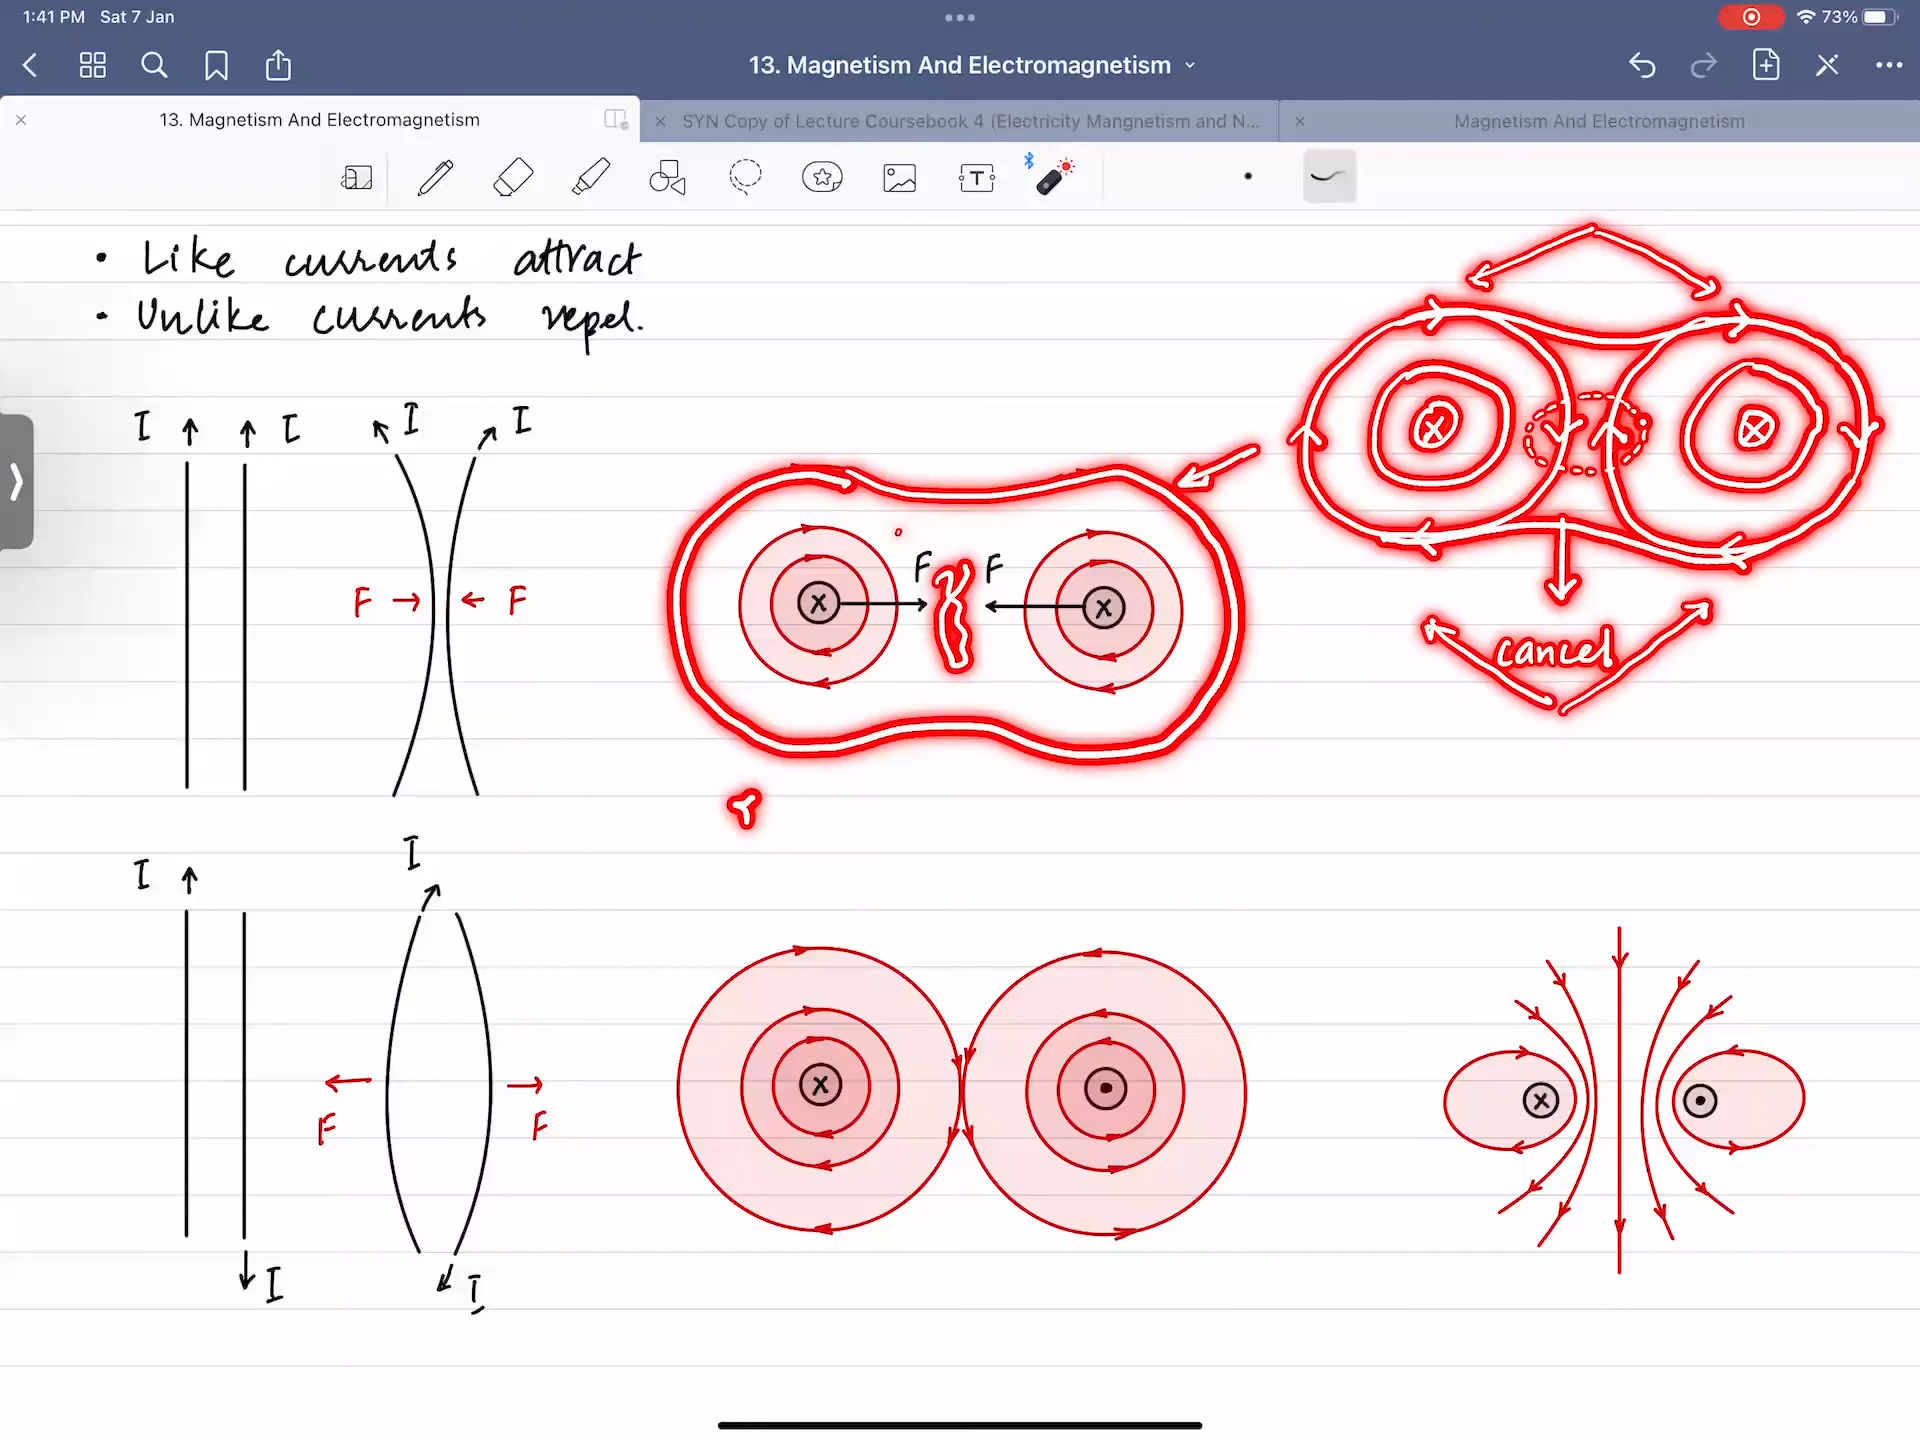 1:41 PM Sat 7 Jan
73%
13. Magnetism And Electromagnetism
13. Magnetism And Electromagnetism
SYN Copy of Lecture Coursebook 4 (Electricity Mangnetism and N...
Magnetism And Electromagnetism
T
• Like currents attract
• Unlike currents repel.
I I I I
F F
F F
x x
x x
cancel
I I
F F
x
x
I I